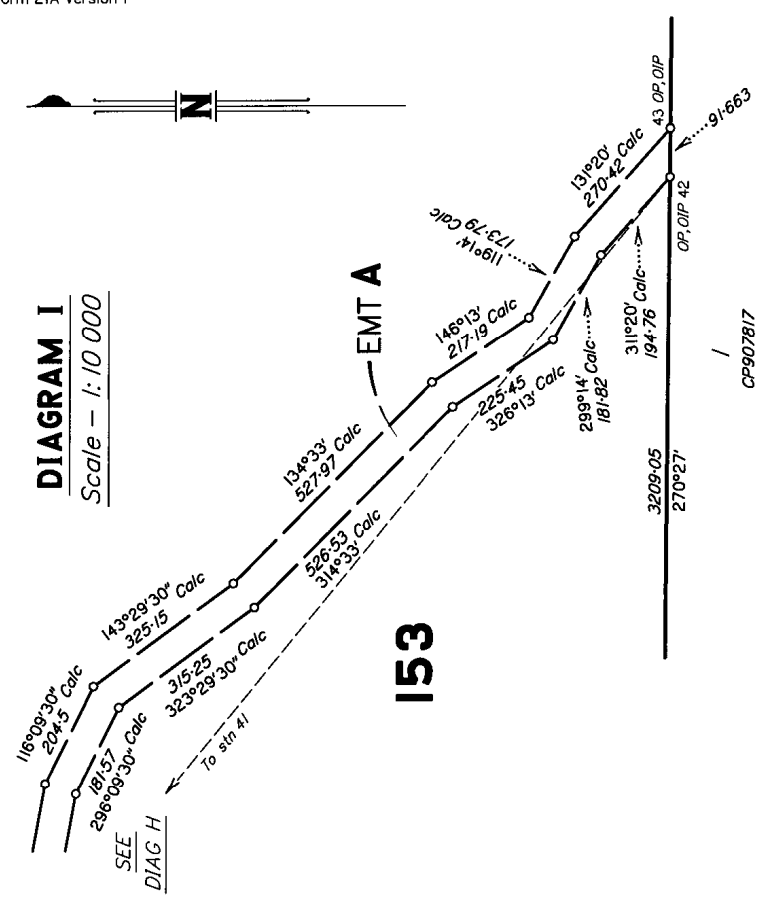 Form 21A Version 1
N
DIAGRAM I
Scale – 1:10 000
116°09'30"
204·5 Calc
143°29'30"
325·15 Calc
134°33'
527·97 Calc
EMT A
146°13'
217·19 Calc
119°14'
173·79 Calc
131°20'
270·42 Calc
43 OP,OIP
91·663
OP,OIP 42
311°20'
194·76 Calc
299°14'
181·82 Calc
225·45 Calc
326°13'
526·53 Calc
314°33'
315·25 Calc
323°29'30"
181·57 Calc
296°09'30"
To stn 41
SEE
DIAG H
153
3209·05
270°27'
1
CP907817